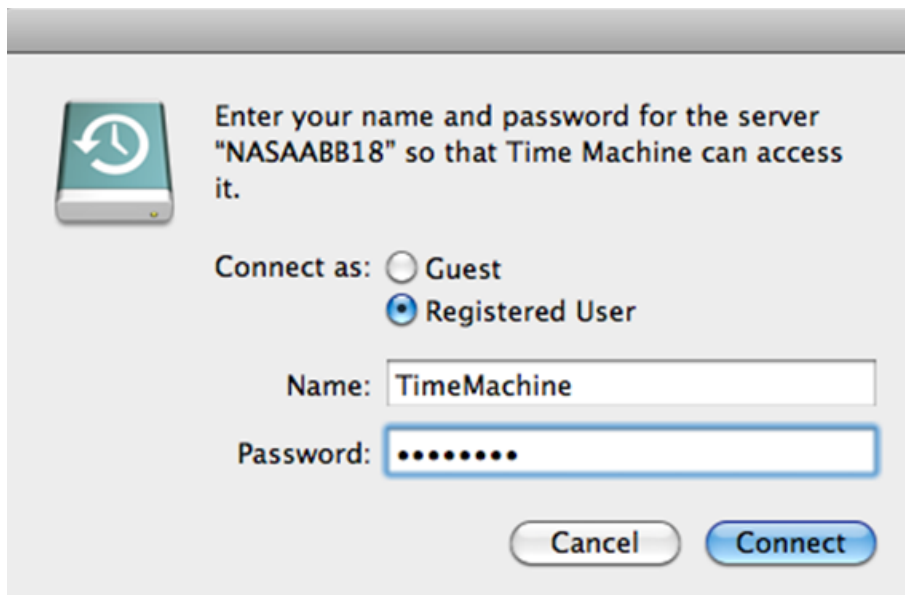 Enter your name and password for the server
“NASAABB18” so that Time Machine can access
it.
Connect as: Guest
Registered User
Name: TimeMachine
Password: ••••••••
Cancel Connect